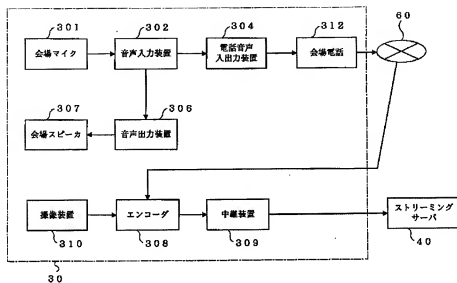 301
302
304
312
60
会場マイク
音声入力装置
電話音声
入出力装置
会場電話
307
306
会場スピーカ
音声出力装置
撮像装置
エンコーダ
中継装置
ストリーミング
サーバ
310
308
309
40
30